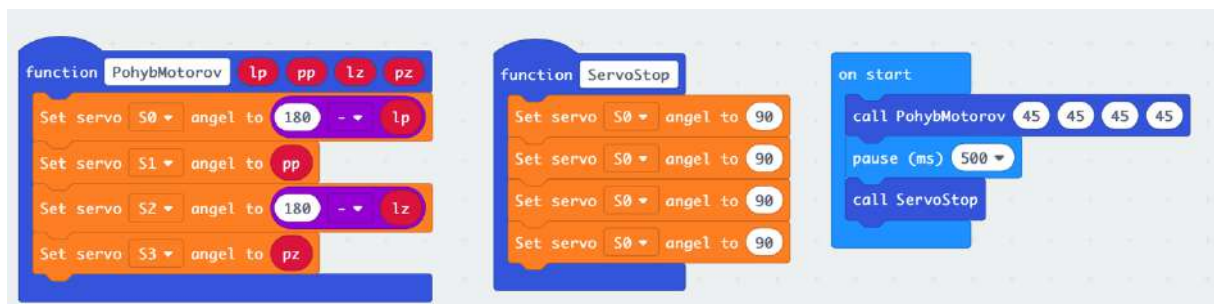 function PohybMotorov lp pp lz pz
Set servo S0 angel to 180 - lp
Set servo S1 angel to pp
Set servo S2 angel to 180 - lz
Set servo S3 angel to pz
function ServoStop
Set servo S0 angel to 90
Set servo S0 angel to 90
Set servo S0 angel to 90
Set servo S0 angel to 90
on start
call PohybMotorov 45 45 45 45
pause (ms) 500
call ServoStop